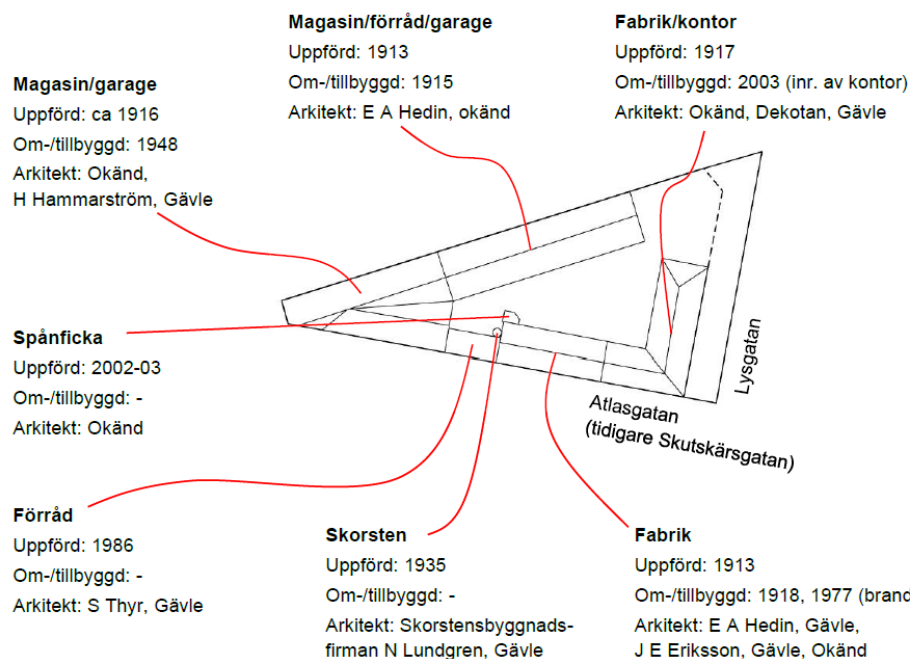 Magasin/förråd/garage
Uppförd: 1913
Om-/tillbyggd: 1915
Arkitekt: E A Hedin, okänd
Fabrik/kontor
Uppförd: 1917
Om-/tillbyggd: 2003 (inr. av kontor)
Arkitekt: Okänd, Dekotan, Gävle
Magasin/garage
Uppförd: ca 1916
Om-/tillbyggd: 1948
Arkitekt: Okänd,
H Hammarström, Gävle
Spånficka
Uppförd: 2002-03
Om-/tillbyggd: -
Arkitekt: Okänd
Lysgatan
Atlasgatan
(tidigare Skutskärsgatan)
Förråd
Uppförd: 1986
Om-/tillbyggd: -
Arkitekt: S Thyr, Gävle
Skorsten
Uppförd: 1935
Om-/tillbyggd: -
Arkitekt: Skorstensbyggnads-
firman N Lundgren, Gävle
Fabrik
Uppförd: 1913
Om-/tillbyggd: 1918, 1977 (brand
Arkitekt: E A Hedin, Gävle,
J E Eriksson, Gävle, Okänd